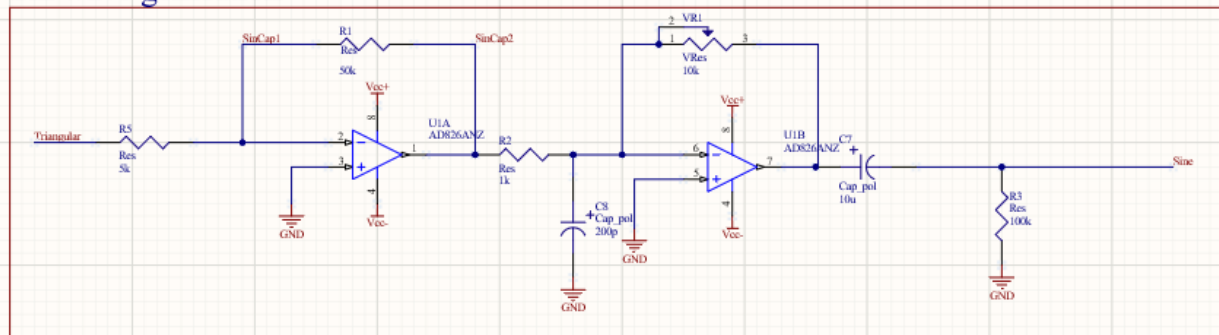 SinCap1
R1
Res
50k
SinCap2
2
VR1
1
3
VRes
10k
Vcc+
8
Triangular
R5
Res
5k
2
3
1
U1A
AD826ANZ
4
Vcc-
GND
R2
Res
1k
C8
Cap_pol
200p
GND
Vcc+
8
6
5
7
U1B
AD826ANZ
4
Vcc-
GND
C7
Cap_pol
10u
Sine
R3
Res
100k
GND